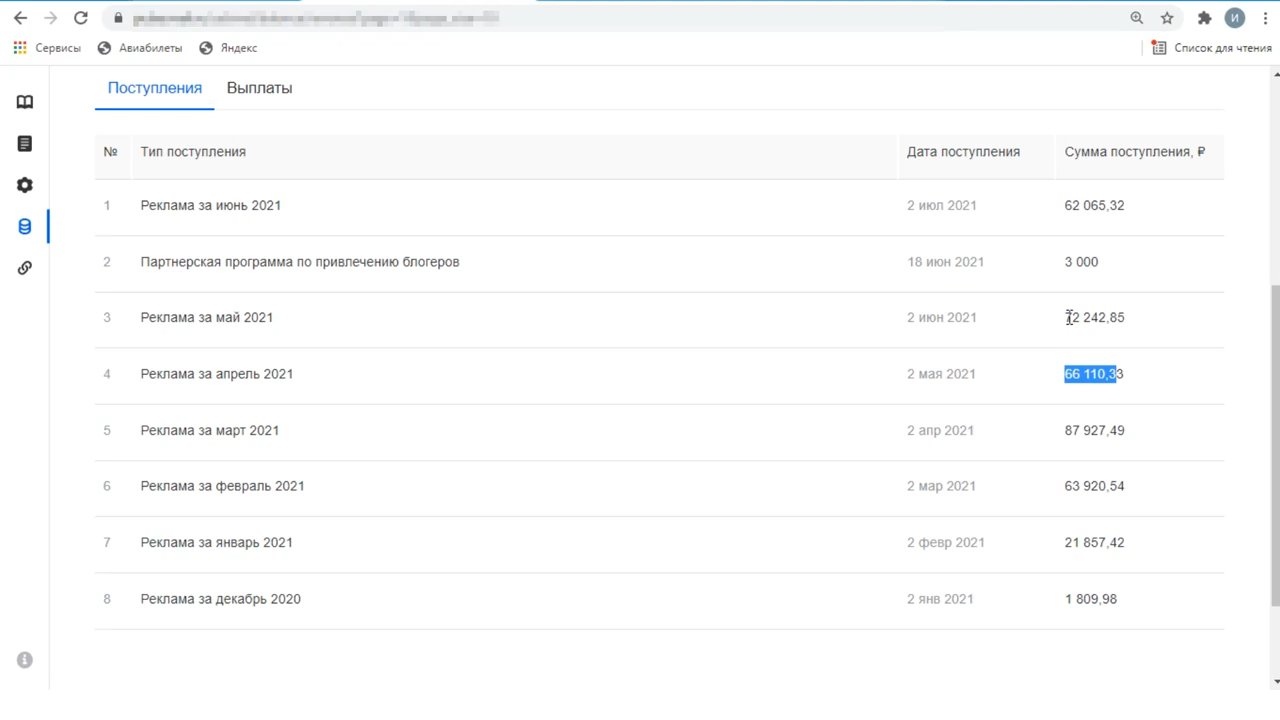 И
Сервисы Авиабилеты Яндекс Список для чтения
Поступления Выплаты
№ Тип поступления Дата поступления Сумма поступления, ₽
1 Реклама за июнь 2021 2 июл 2021 62 065,32
2 Партнерская программа по привлечению блогеров 18 июн 2021 3 000
3 Реклама за май 2021 2 июн 2021 72 242,85
4 Реклама за апрель 2021 2 мая 2021 66 110,33
5 Реклама за март 2021 2 апр 2021 87 927,49
6 Реклама за февраль 2021 2 мар 2021 63 920,54
7 Реклама за январь 2021 2 февр 2021 21 857,42
8 Реклама за декабрь 2020 2 янв 2021 1 809,98